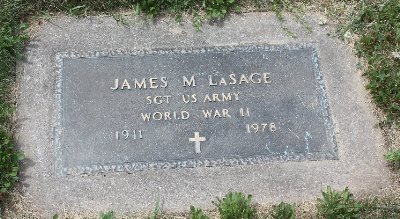 JAMES M LaSAGE
SGT US ARMY
WORLD WAR II
1911 1978